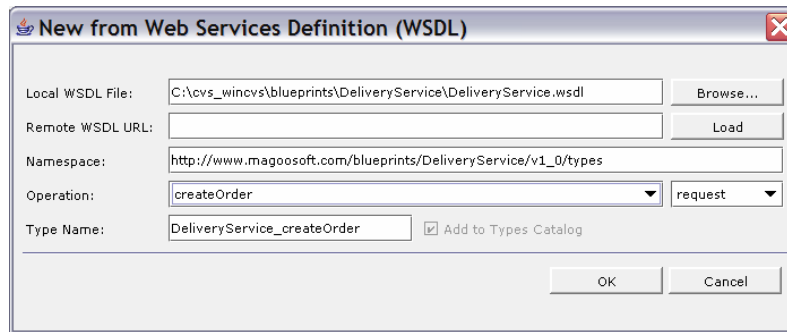 New from Web Services Definition (WSDL)
Local WSDL File: C:\cvs_wincvs\blueprints\DeliveryService\DeliveryService.wsdl Browse...
Remote WSDL URL: Load
Namespace: http://www.magoosoft.com/blueprints/DeliveryService/v1_0/types
Operation: createOrder request
Type Name: DeliveryService_createOrder Add to Types Catalog
OK Cancel